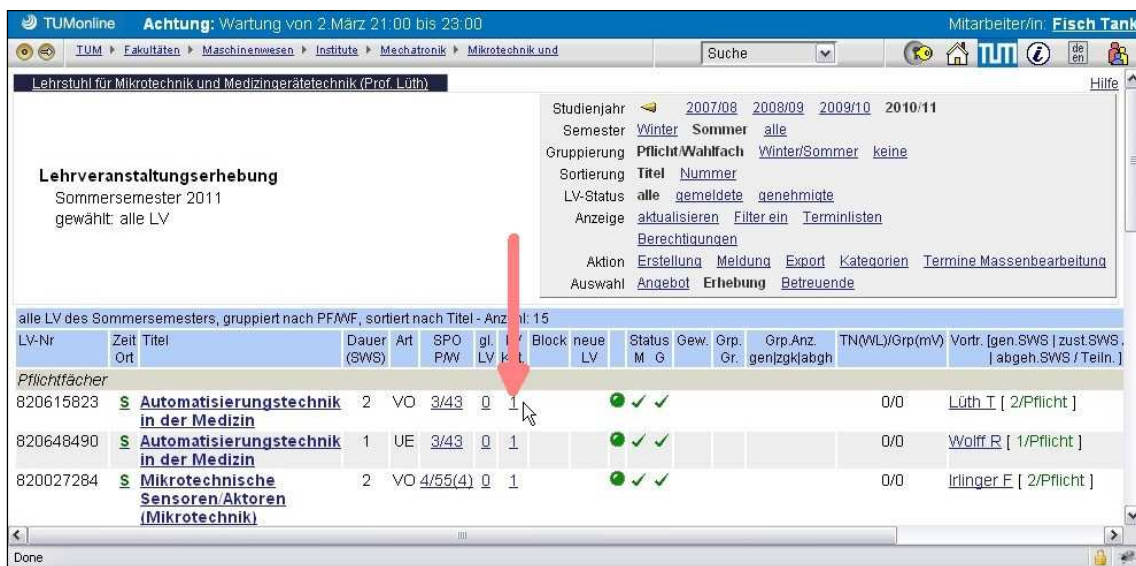 TUMonline Achtung: Wartung von 2.März 21:00 bis 23:00 Mitarbeiter/in: Fisch Tank
TUM Fakultäten Maschinenwesen Institute Mechatronik Mikrotechnik und Suche TUM de en
Lehrstuhl für Mikrotechnik und Medizingerätetechnik (Prof. Lüth) Hilfe
Studienjahr 2007/08 2008/09 2009/10 2010/11
Semester Winter Sommer alle
Gruppierung Pflicht/Wahlfach Winter/Sommer keine
Sortierung Titel Nummer
LV-Status alle gemeldete genehmigte
Anzeige aktualisieren Filter ein Terminlisten
Berechtigungen
Aktion Erstellung Meldung Export Kategorien Termine Massenbearbeitung
Auswahl Angebot Erhebung Betreuende
Lehrveranstaltungserhebung
Sommersemester 2011
gewählt: alle LV
alle LV des Sommersemesters, gruppiert nach PF/WF, sortiert nach Titel - 15
LV-Nr Zeit Titel Dauer Art SPO gl. Block neue Status Gew. Grp. Grp.Anz. TN(WL)/Grp(mV) Vortr. [gen.SWS | zust.SWS
Ort (SWS) P/W LV LV M G Gr. gen|zgk|abgh | abgeh.SWS / Teiln. ]
Pflichtfächer
820615823 S Automatisierungstechnik 2 VO 3/43 0 1 0/0 Lüth T [ 2/Pflicht ]
in der Medizin
820648490 S Automatisierungstechnik 1 UE 3/43 0 1 0/0 Wolff R [ 1/Pflicht ]
in der Medizin
820027284 S Mikrotechnische 2 VO 4/55(4) 0 1 0/0 Irlinger F [ 2/Pflicht ]
Sensoren/Aktoren
(Mikrotechnik)
Done